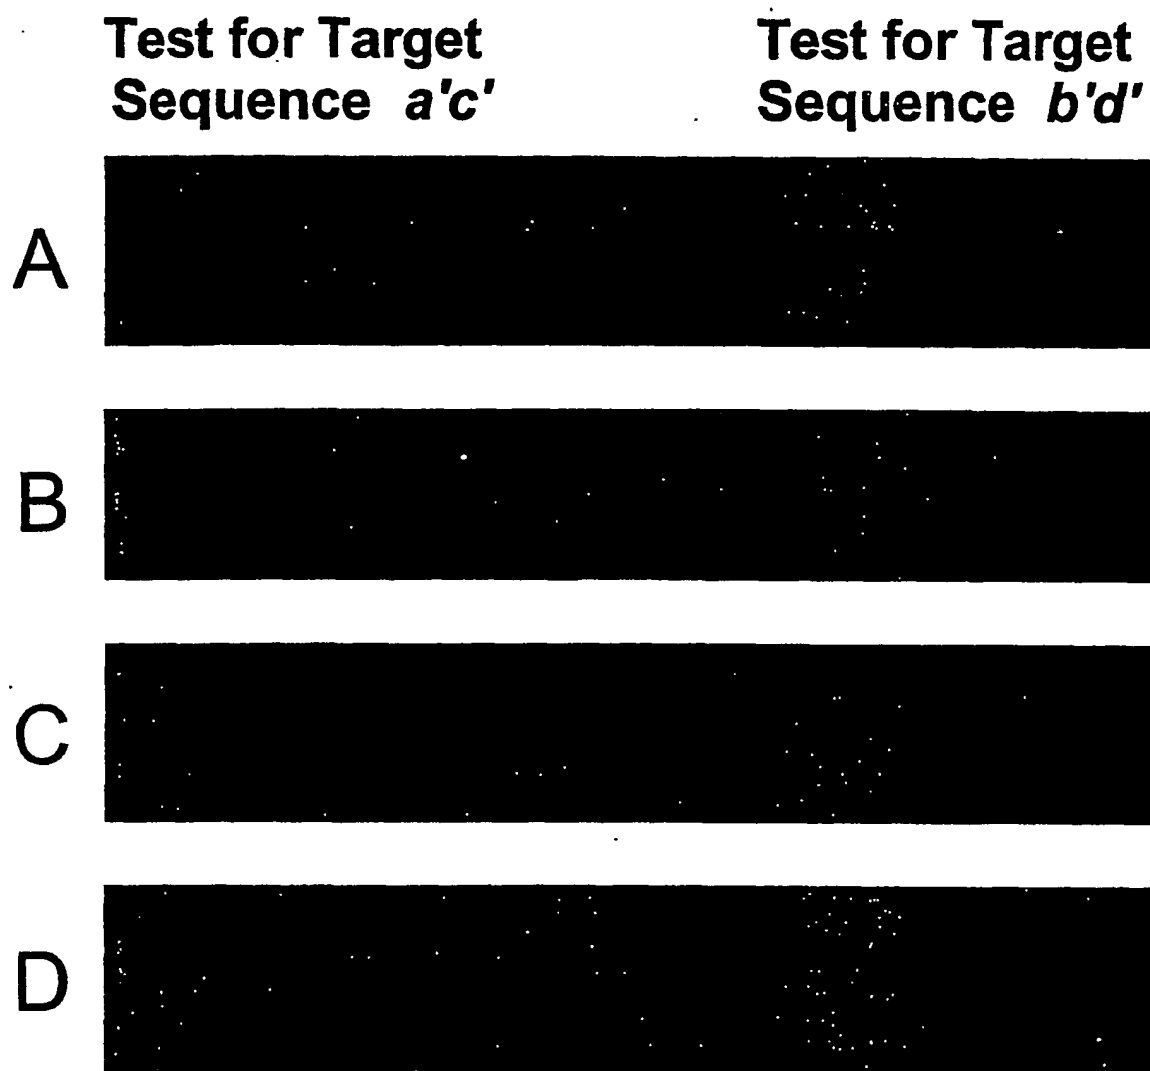 Test for Target
Sequence a'c'
Test for Target
Sequence b'd'
A
B
C
D